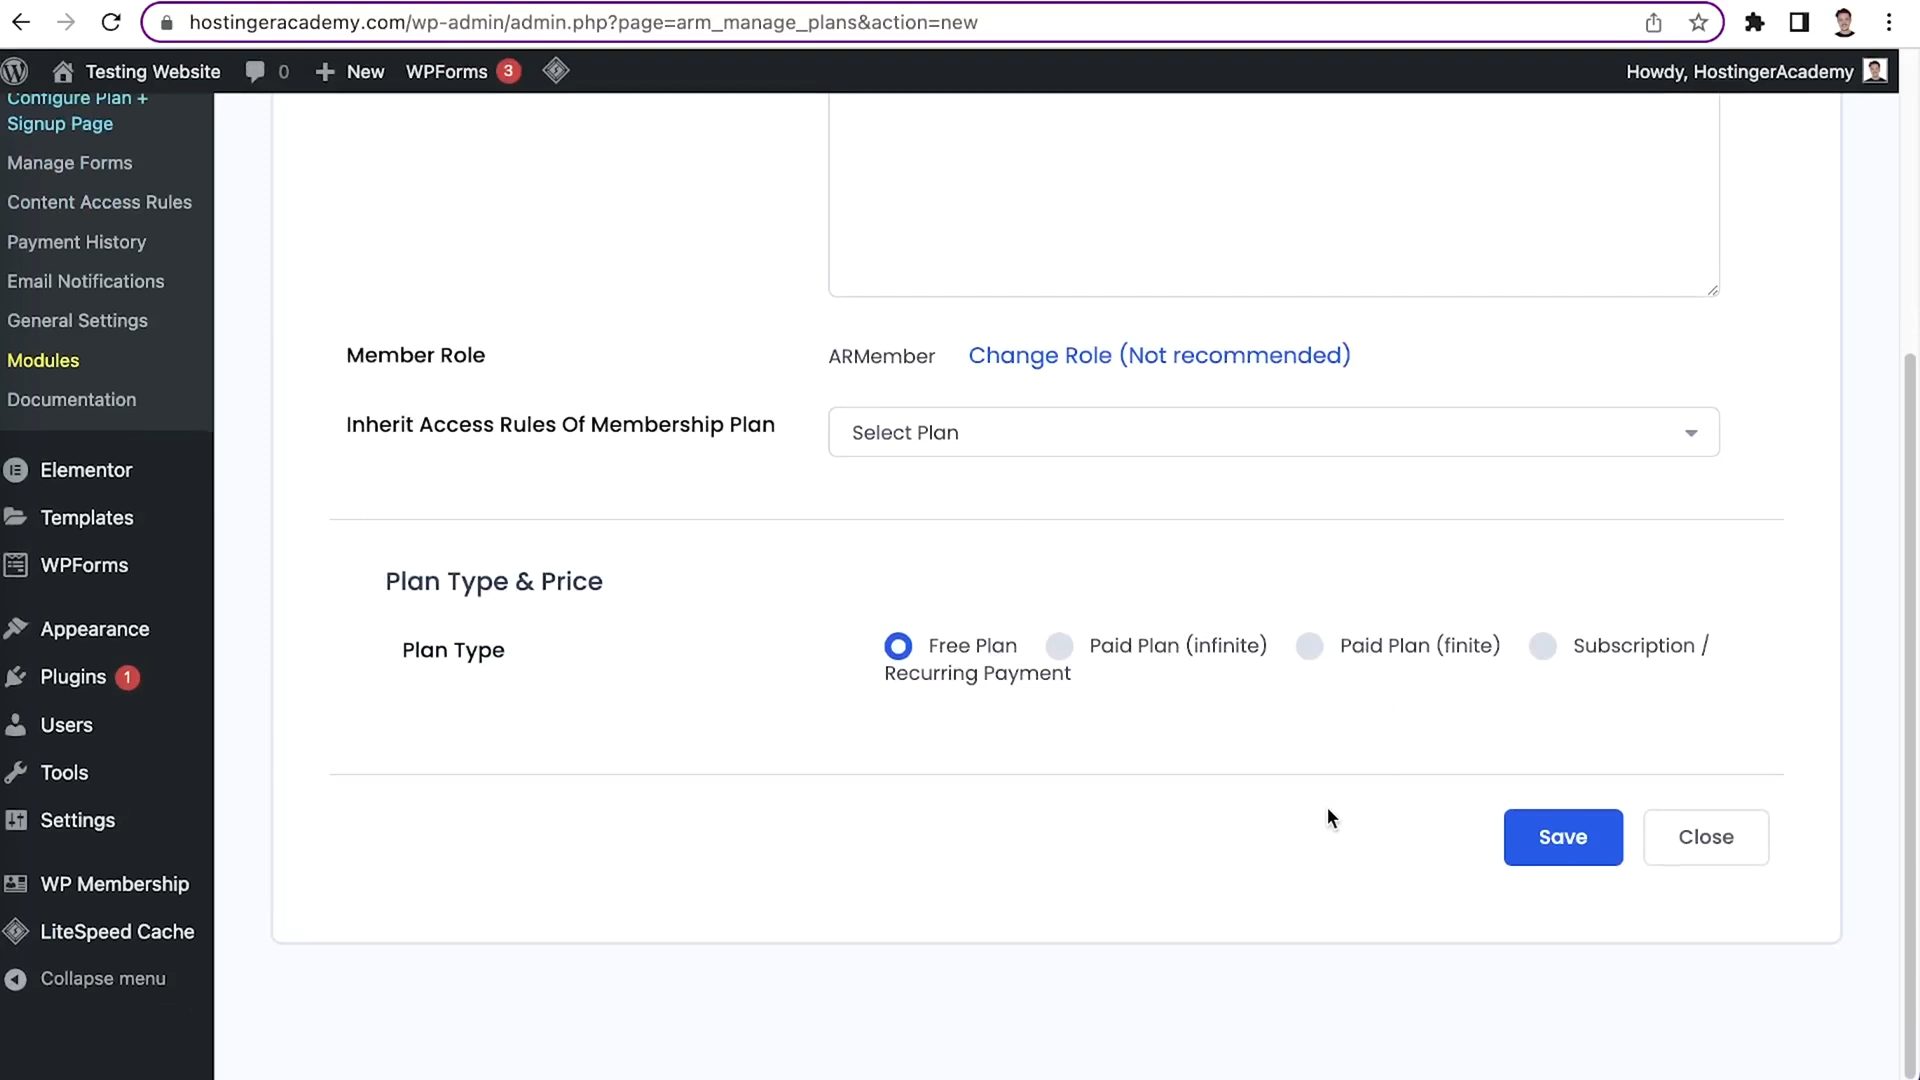 hostingeracademy.com/wp-admin/admin.php?page=arm_manage_plans&action=new
Testing Website
0
New
WPForms
3
Howdy, HostingerAcademy
Configure Plan +
Signup Page
Manage Forms
Content Access Rules
Payment History
Email Notifications
General Settings
Modules
Documentation
Elementor
Templates
WPForms
Appearance
Plugins 1
Users
Tools
Settings
WP Membership
LiteSpeed Cache
Collapse menu
Member Role
ARMember
Change Role (Not recommended)
Inherit Access Rules Of Membership Plan
Select Plan
Plan Type & Price
Plan Type
Free Plan
Paid Plan (infinite)
Paid Plan (finite)
Subscription /
Recurring Payment
Save
Close